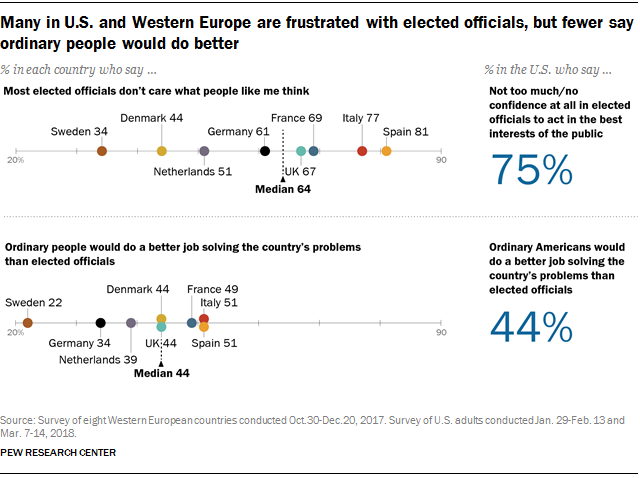 Many in U.S. and Western Europe are frustrated with elected officials, but fewer say
ordinary people would do better
% in each country who say ...
Most elected officials don't care what people like me think
Sweden 34
Denmark 44
Netherlands 51
Germany 61
Median 64
UK 67
France 69
Italy 77
Spain 81
20%
90
% in the U.S. who say ...
Not too much/no
confidence at all in elected
officials to act in the best
interests of the public
75%
Ordinary people would do a better job solving the country's problems
than elected officials
Sweden 22
Germany 34
Netherlands 39
Denmark 44
UK 44
Median 44
France 49
Italy 51
Spain 51
20%
90
Ordinary Americans would
do a better job solving the
country's problems than
elected officials
44%
Source: Survey of eight Western European countries conducted Oct.30-Dec.20, 2017. Survey of U.S. adults conducted Jan. 29-Feb. 13 and
Mar. 7-14, 2018.
PEW RESEARCH CENTER